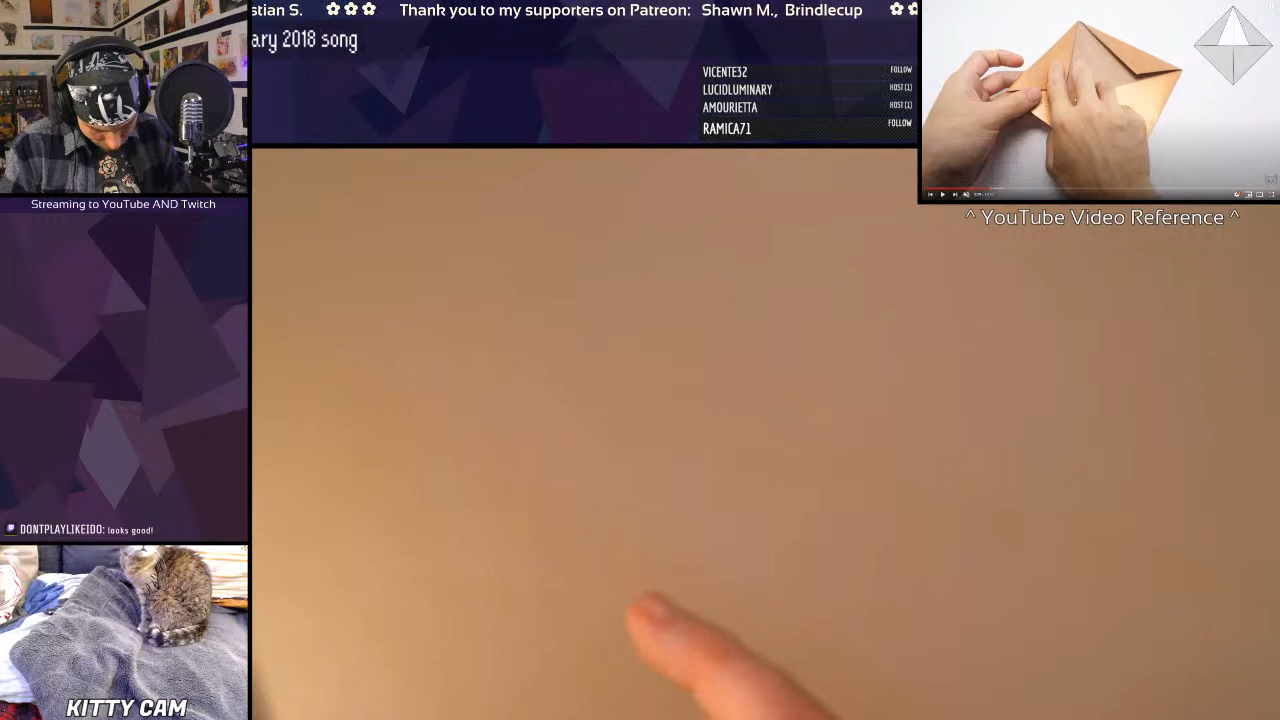 stian S. ✿ ✿ ✿ Thank you to my supporters on Patreon: Shawn M., Brindlecup ✿
ary 2018 song
VICENTE32 FOLLOW
LUCIDLUMINARY HOST (1)
AMOURIETTA HOST (1)
RAMICA71 FOLLOW
Streaming to YouTube AND Twitch
^ YouTube Video Reference ^
DONTPLAYLIKEIDO: looks good!
KITTY CAM